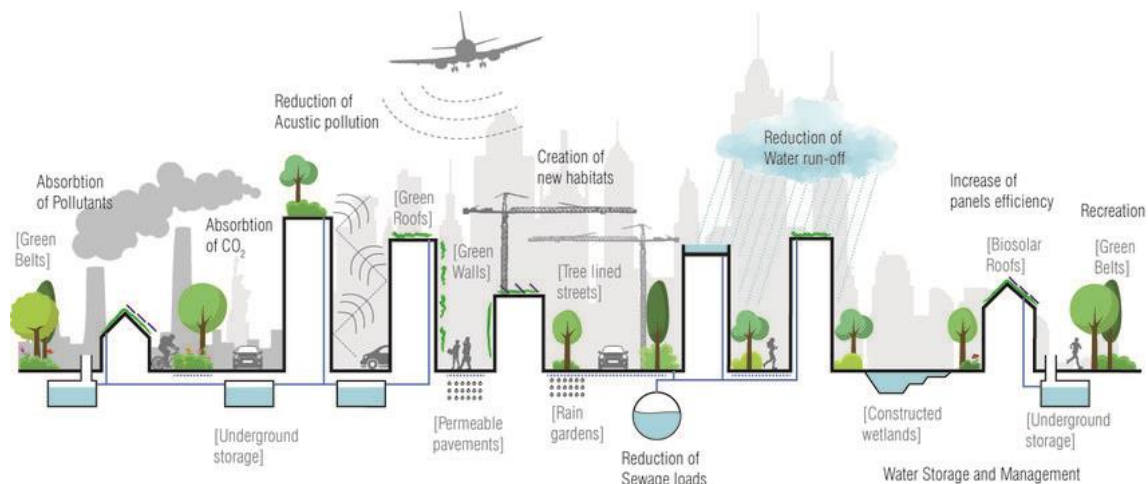 Reduction of
Acustic pollution
Reduction of
Water run-off
Creation of
new habitats
Absorbtion
of Pollutants
Increase of
panels efficiency
Recreation
[Green
Belts]
Absorbtion
of CO2
[Green
Roofs]
[Green
Walls]
[Tree lined
streets]
[Biosolar
Roofs]
[Green
Belts]
[Underground
storage]
[Permeable
pavements]
[Rain
gardens]
Reduction of
Sewage loads
[Constructed
wetlands]
[Underground
storage]
Water Storage and Management